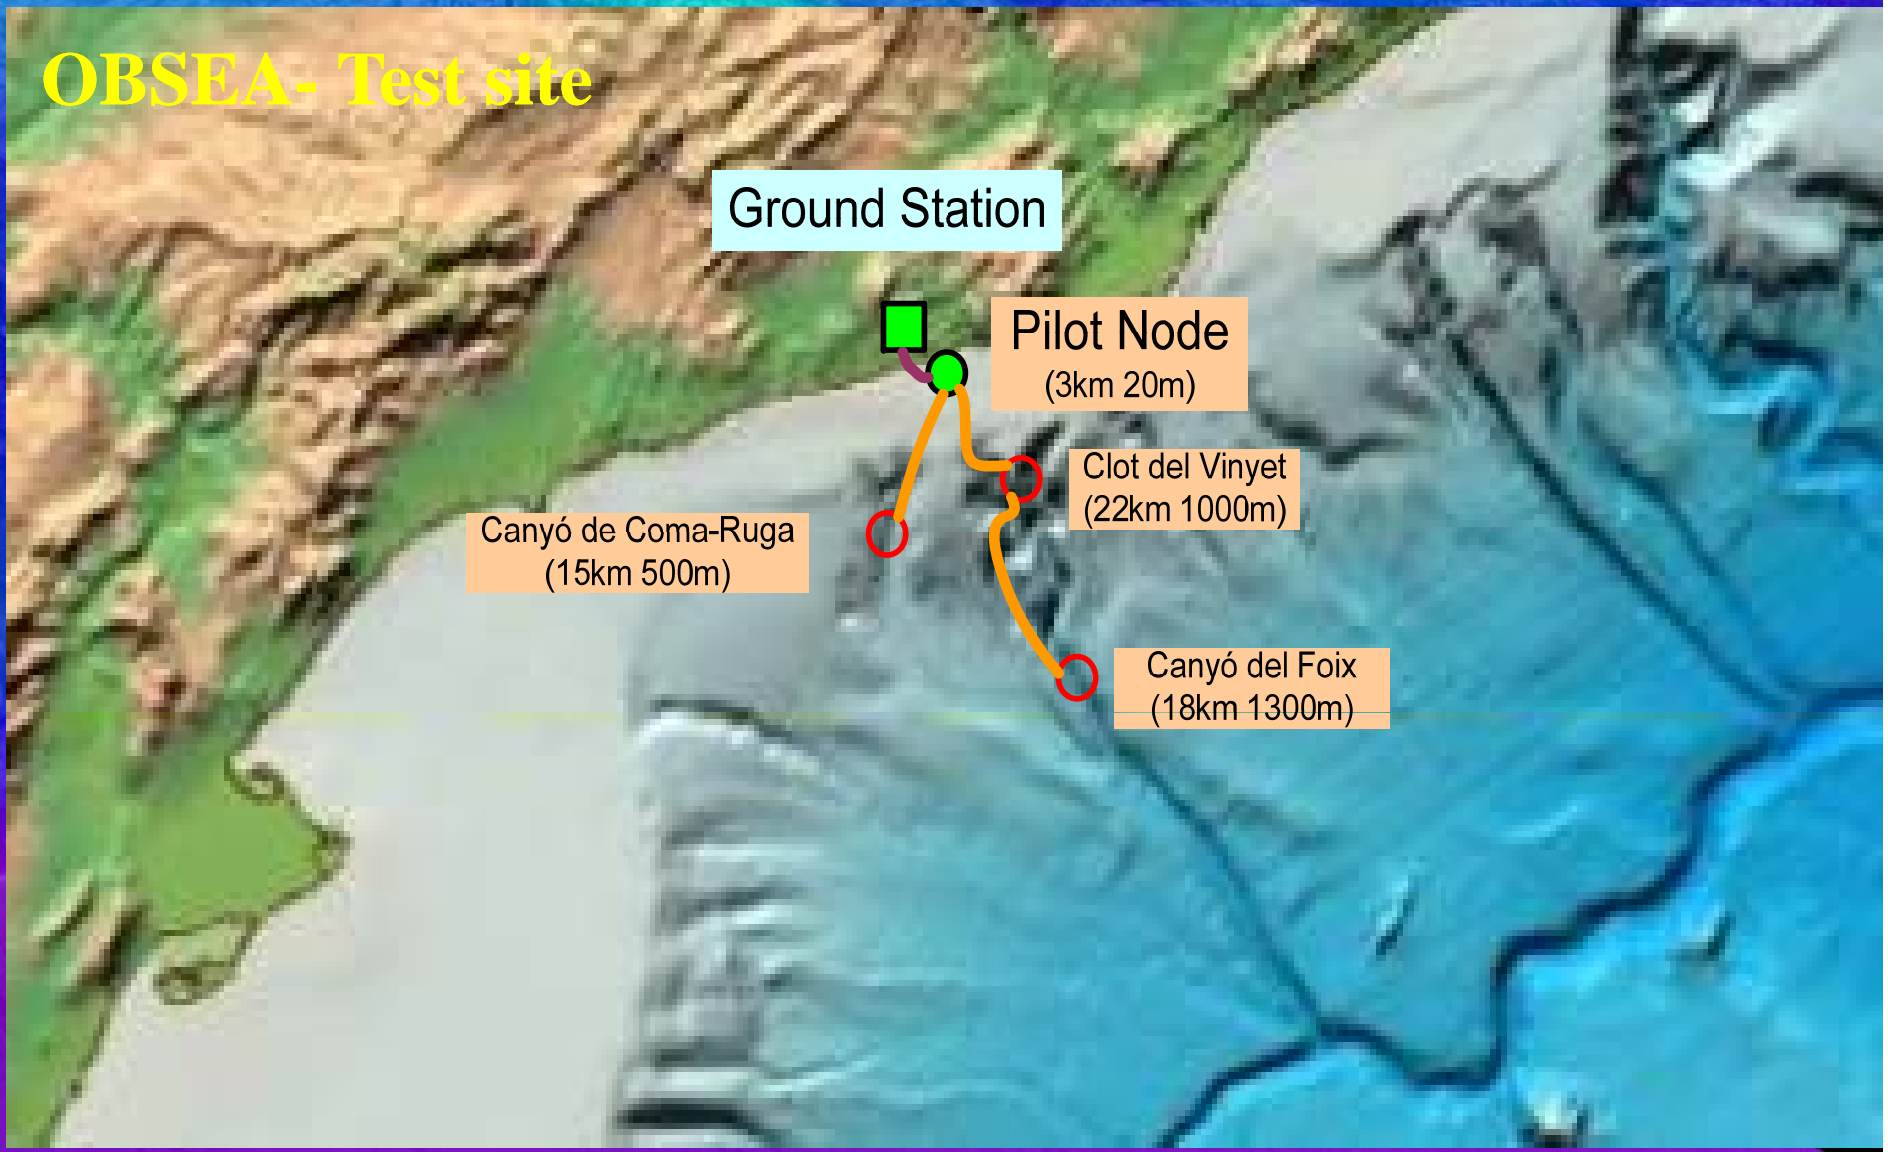 OBSEA- Test site
Ground Station
Pilot Node
(3km 20m)
Clot del Vinyet
(22km 1000m)
Canyó de Coma-Ruga
(15km 500m)
Canyó del Foix
(18km 1300m)